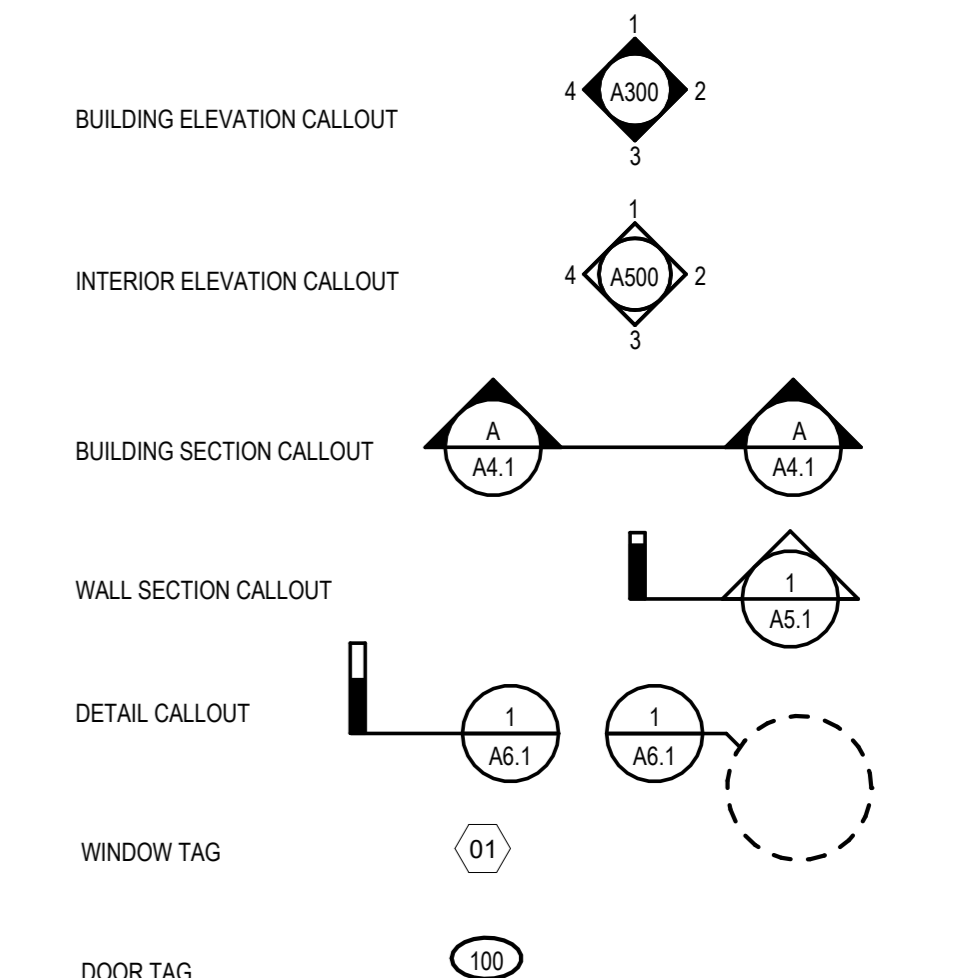 1
BUILDING ELEVATION CALLOUT
4 A300 2
3
1
INTERIOR ELEVATION CALLOUT
4 A500 2
3
BUILDING SECTION CALLOUT
A A
A4.1 A4.1
WALL SECTION CALLOUT
1
A5.1
DETAIL CALLOUT
1 1
A6.1 A6.1
WINDOW TAG
01
DOOR TAG
100